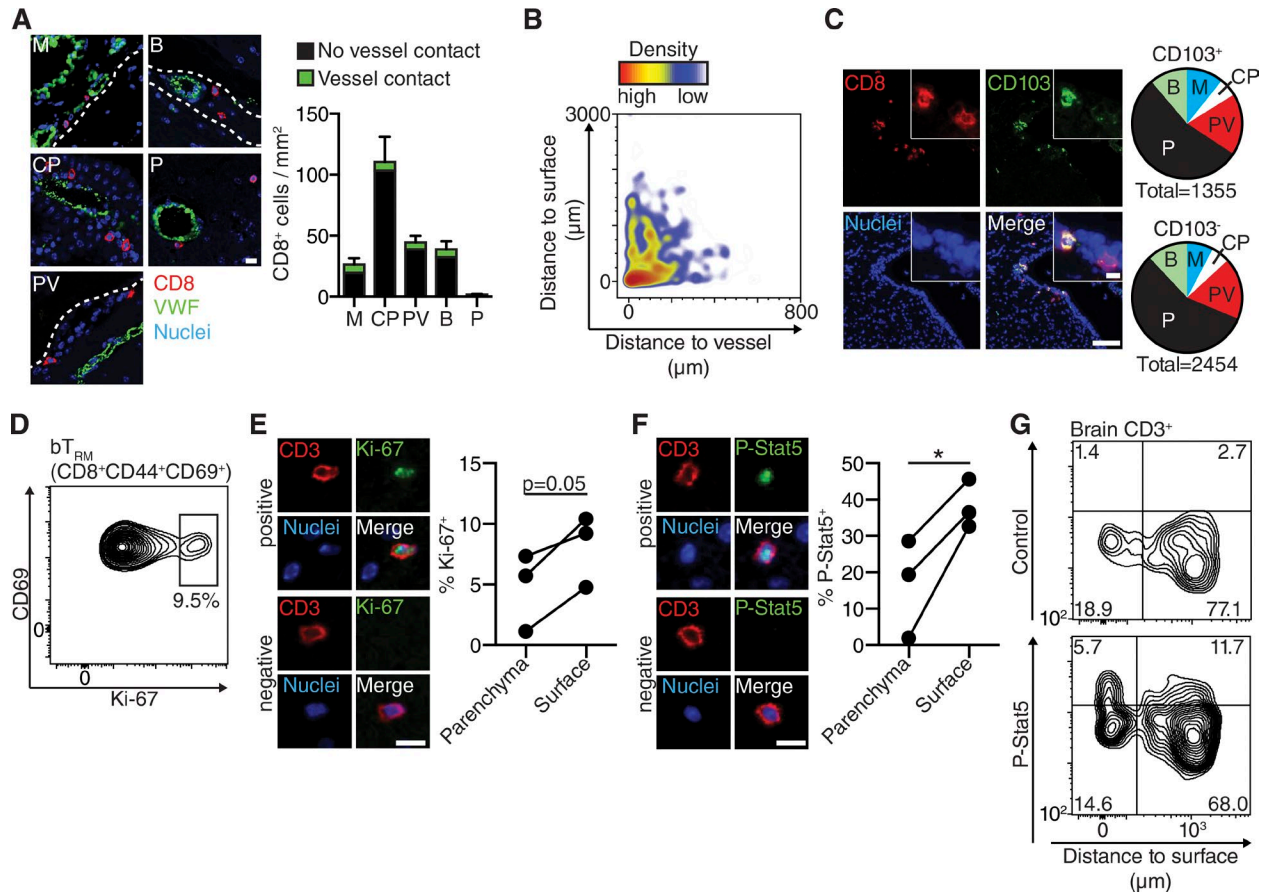 A
M
B
CP
P
PV
CD8
VWF
Nuclei
No vessel contact
Vessel contact
CD8⁺ cells / mm²
150
100
50
0
M CP PV B P
B
Density
high low
Distance to surface
(µm)
3000
0
0 800
Distance to vessel
(µm)
C
CD8
CD103
Nuclei
Merge
CD103⁺
B M CP
PV
P
Total=1355
CD103⁻
B M CP
PV
P
Total=2454
D
bT_RM
(CD8⁺CD44⁺CD69⁺)
CD69
0
9.5%
0
Ki-67
E
positive
CD3 Ki-67
Nuclei Merge
negative
CD3 Ki-67
Nuclei Merge
% Ki-67⁺
15
10
5
0
p=0.05
Parenchyma
Surface
F
positive
CD3 P-Stat5
Nuclei Merge
negative
CD3 P-Stat5
Nuclei Merge
% P-Stat5⁺
50
40
30
20
10
0
*
Parenchyma
Surface
G
Brain CD3⁺
Control
1.4 2.7
18.9 77.1
10²
P-Stat5
5.7 11.7
14.6 68.0
10²
0 10³
Distance to surface
(µm)